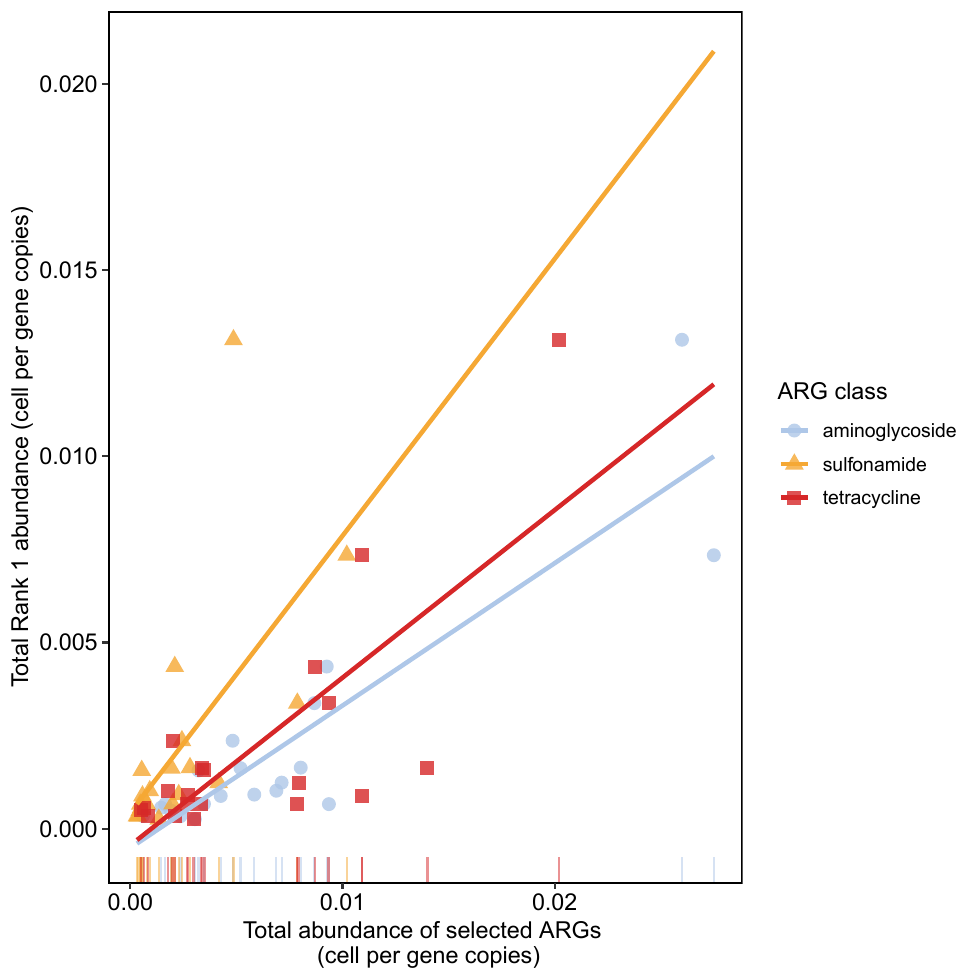 Total Rank 1 abundance (cell per gene copies)
0.020
0.015
0.010
0.005
0.000
0.00
0.01
0.02
Total abundance of selected ARGs
(cell per gene copies)
ARG class
aminoglycoside
sulfonamide
tetracycline